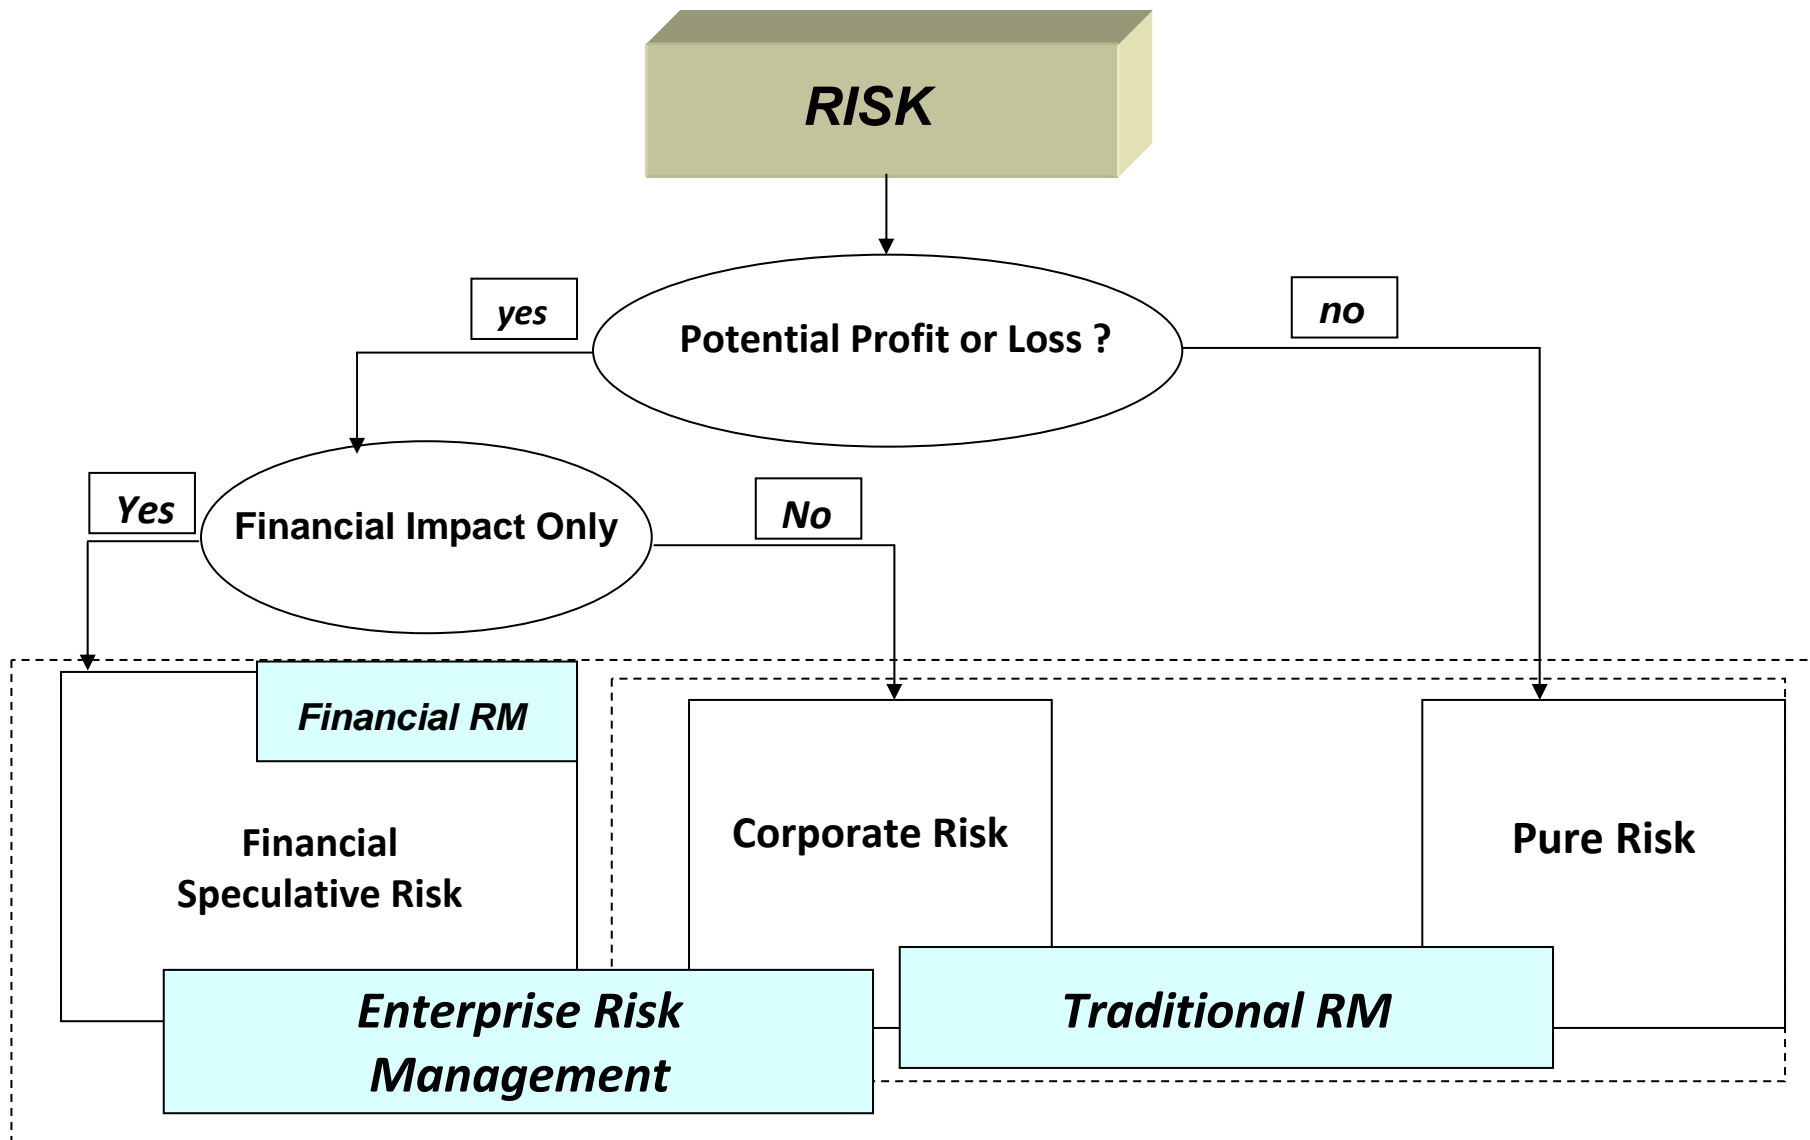 RISK
yes
no
Potential Profit or Loss ?
Yes
No
Financial Impact Only
Financial RM
Corporate Risk
Pure Risk
Financial
Speculative Risk
Enterprise Risk
Management
Traditional RM